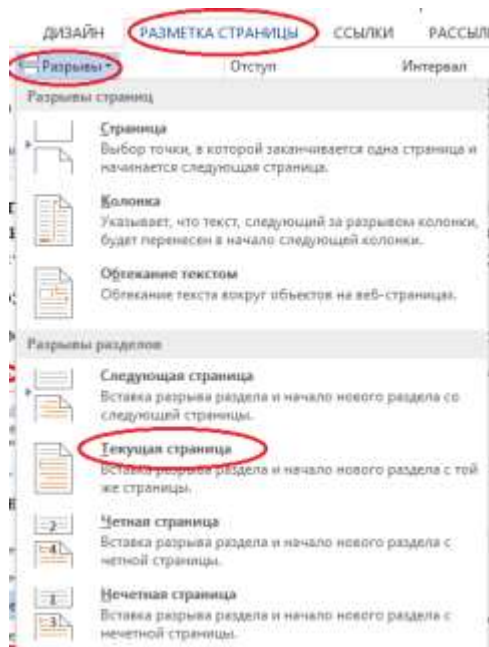 ДИЗАЙН РАЗМЕТКА СТРАНИЦЫ ССЫЛКИ РАССЫЛ
Разрывы Отступ Интервал
Разрывы страниц
Страница
Выбор точки, в которой заканчивается одна страница и
начинается следующая страница.
Колонка
Указывает, что текст, следующий за разрывом колонки,
будет перенесен в начало следующей колонки.
Обтекание текстом
Обтекание текста вокруг объектов на веб-страницах.
Разрывы разделов
Следующая страница
Вставка разрыва раздела и начало нового раздела со
следующей страницы.
Текущая страница
Вставка разрыва раздела и начало нового раздела с той
же страницы.
Четная страница
Вставка разрыва раздела и начало нового раздела с
четной страницы.
Нечетная страница
Вставка разрыва раздела и начало нового раздела с
нечетной страницы.